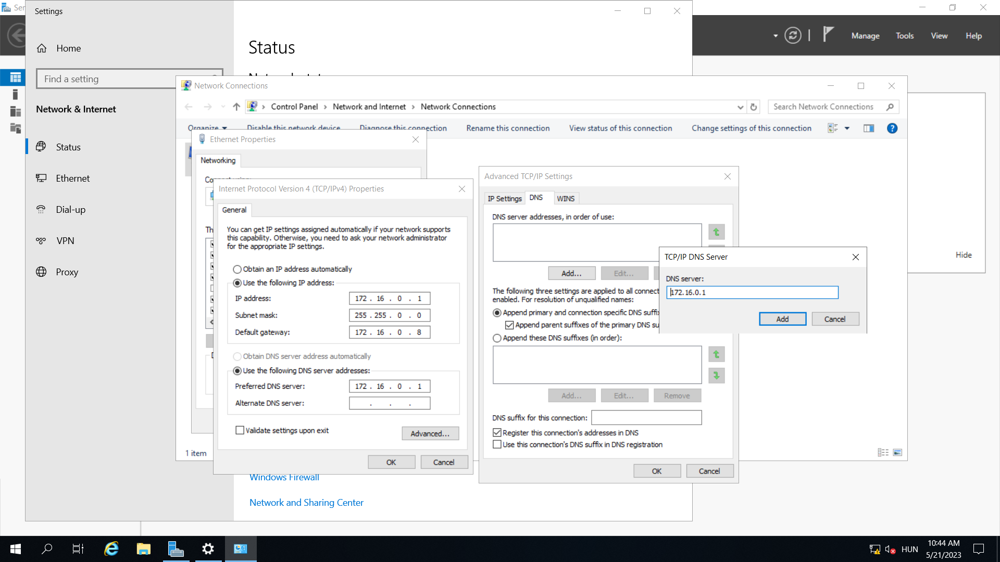 Ser
Settings
Manage
Tools
View
Help
Home
Find a setting
Network & Internet
Status
Ethernet
Dial-up
VPN
Proxy
Status
Windows Firewall
Network and Sharing Center
Hide
Network Connections
Control Panel > Network and Internet > Network Connections
Search Network Connections
Organize
Disable this network device
Diagnose this connection
Rename this connection
View status of this connection
Change settings of this connection
1 item
Ethernet Properties
Networking
Internet Protocol Version 4 (TCP/IPv4) Properties
General
You can get IP settings assigned automatically if your network supports
this capability. Otherwise, you need to ask your network administrator
for the appropriate IP settings.
Obtain an IP address automatically
Use the following IP address:
IP address: 172 . 16 . 0 . 1
Subnet mask: 255 . 255 . 0 . 0
Default gateway: 172 . 16 . 0 . 8
Obtain DNS server address automatically
Use the following DNS server addresses:
Preferred DNS server: 172 . 16 . 0 . 1
Alternate DNS server: . . .
Validate settings upon exit
Advanced...
OK
Cancel
Advanced TCP/IP Settings
IP Settings
DNS
WINS
DNS server addresses, in order of use:
Add...
Edit...
The following three settings are applied to all connect
enabled. For resolution of unqualified names:
Append primary and connection specific DNS suffix
Append parent suffixes of the primary DNS su
Append these DNS suffixes (in order):
Add...
Edit...
Remove
DNS suffix for this connection:
Register this connection's addresses in DNS
Use this connection's DNS suffix in DNS registration
OK
Cancel
TCP/IP DNS Server
DNS server:
172.16.0.1
Add
Cancel
HUN
10:44 AM
5/21/2023